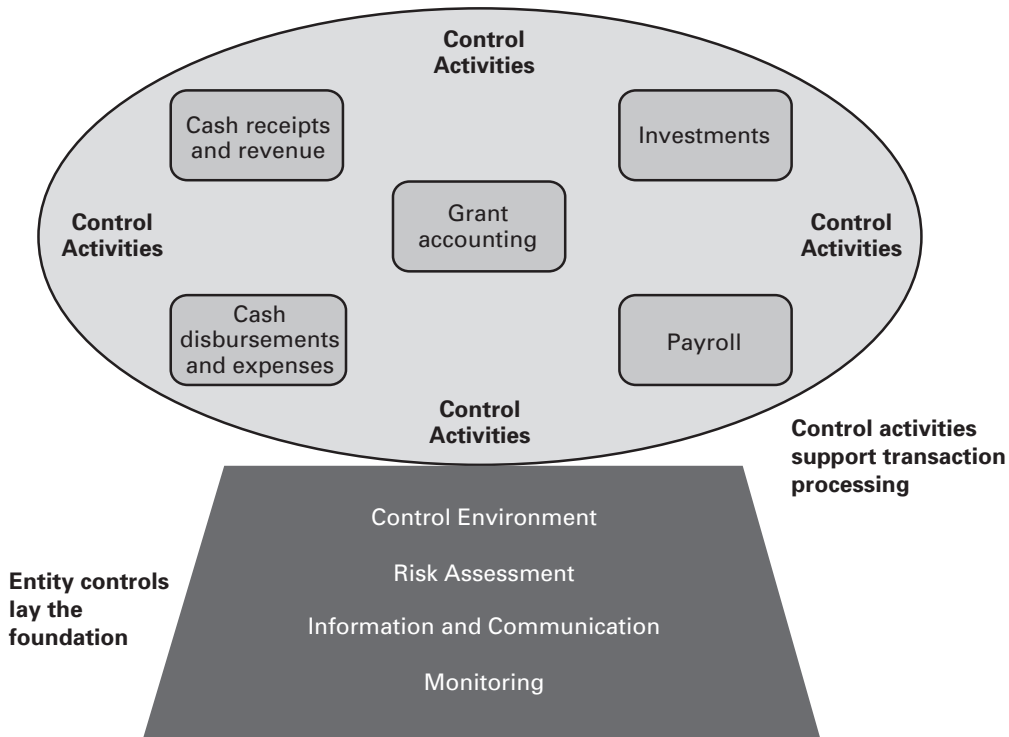 Control
Activities
Cash receipts
and revenue
Investments
Grant
accounting
Control
Activities
Control
Activities
Cash
disbursements
and expenses
Payroll
Control
Activities
Control activities
support transaction
processing
Control Environment
Risk Assessment
Information and Communication
Monitoring
Entity controls
lay the
foundation